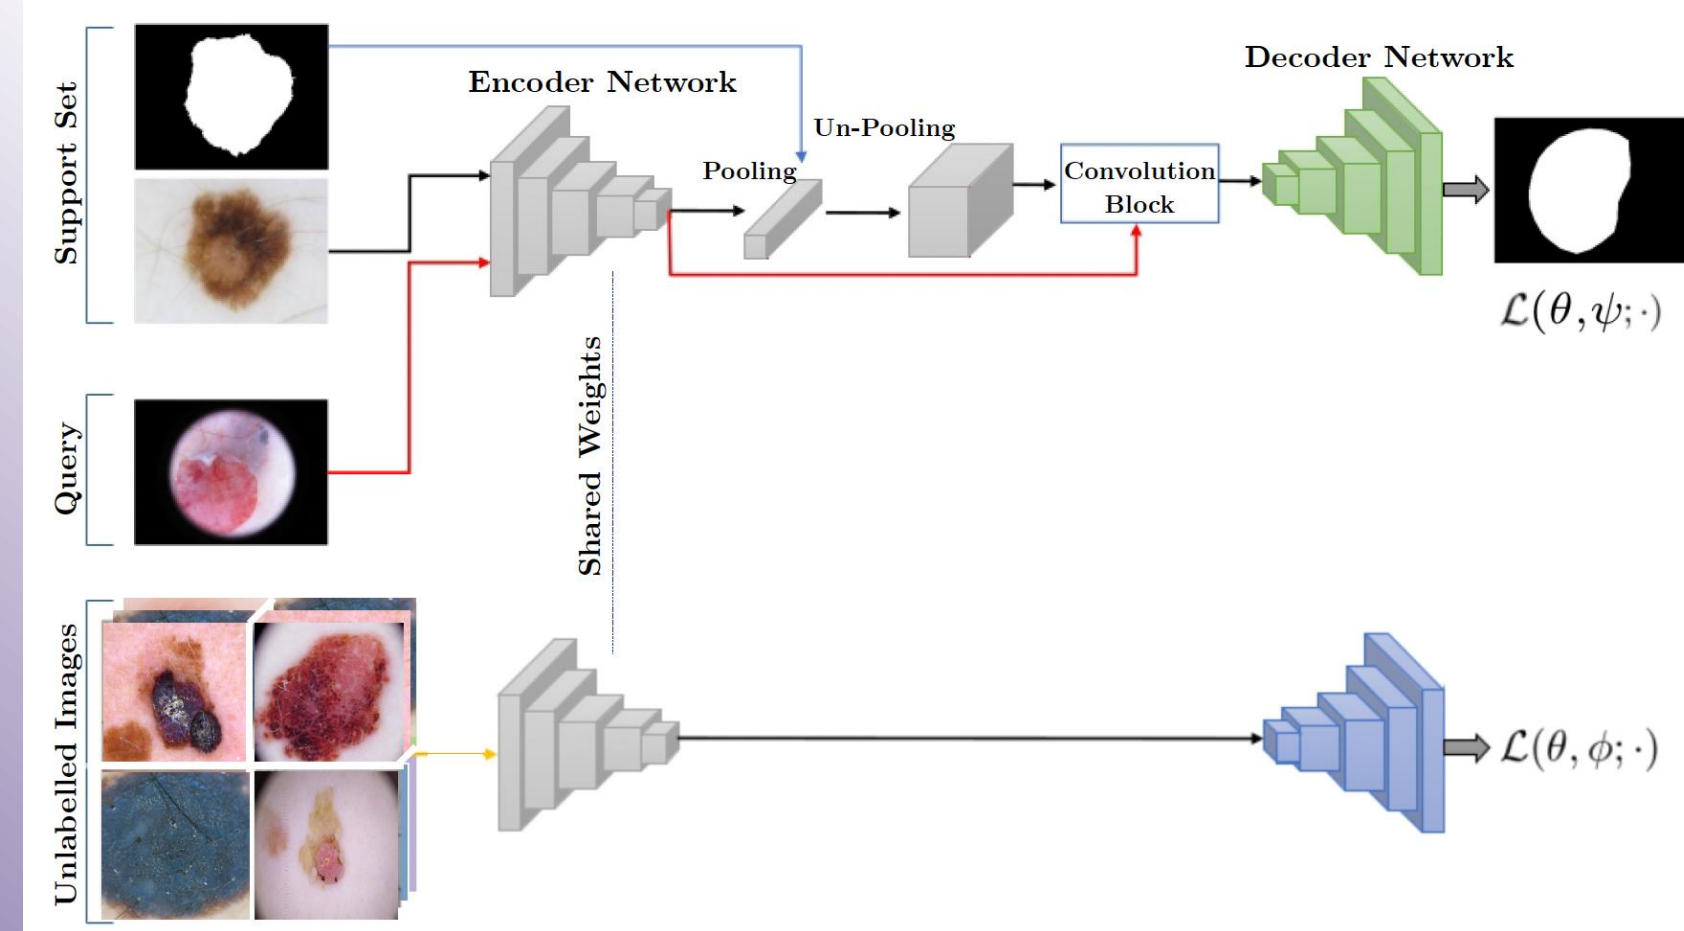 Support Set
Encoder Network
Decoder Network
Un-Pooling
Pooling
Convolution
Block
ℒ(θ,ψ;·)
Query
Shared Weights
Unlabelled Images
ℒ(θ,ϕ;·)